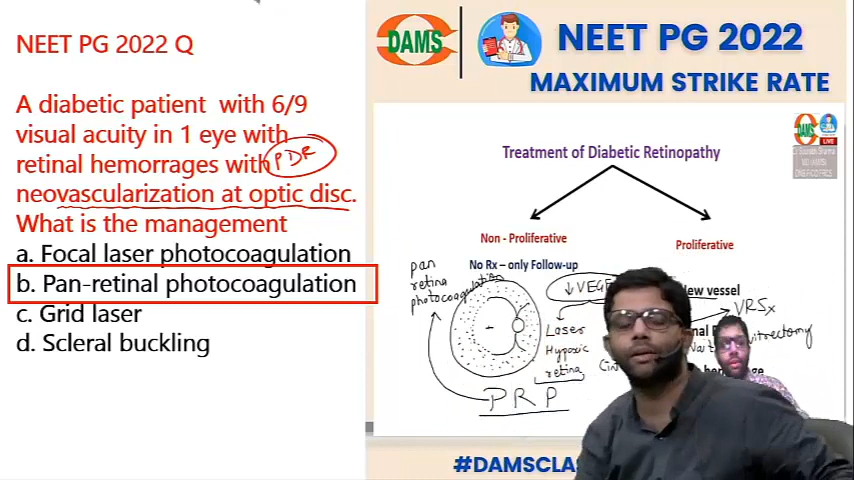 NEET PG 2022 Q
A diabetic patient with 6/9
visual acuity in 1 eye with
retinal hemorrages with
PDR
neovascularization at optic disc.
What is the management
a. Focal laser photocoagulation
b. Pan-retinal photocoagulation
c. Grid laser
d. Scleral buckling
DAMS
NEET PG 2022
MAXIMUM STRIKE RATE
DAMS
LIVE
Treatment of Diabetic Retinopathy
Non - Proliferative
Proliferative
No Rx – only Follow-up
pan
retina
photocoagulation
↓ VEGF
New vessel
VRSx
Laser
Hypoxic
retina
vitrectomy
PRP
#DAMSCLA